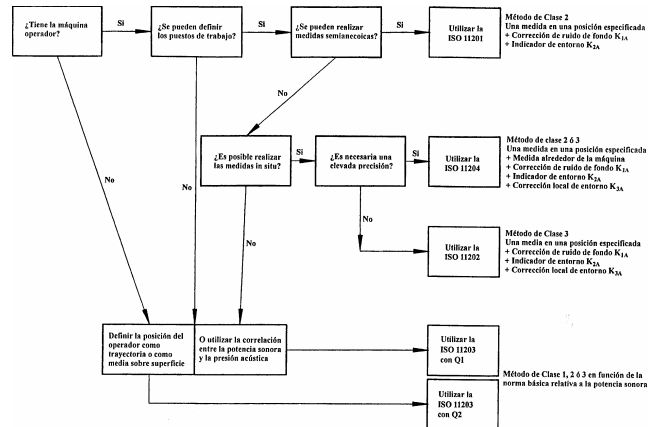 ¿Tiene la máquina
operador?
Si
¿Se pueden definir
los puestos de trabajo?
Si
¿Se pueden realizar
medidas semianecoicas?
Si
Utilizar la
ISO 11201
Método de Clase 2
Una medida en una posición especificada
+ Corrección de ruido de fondo K1A
+ Indicador de entorno K2A
No
No
No
¿Es posible realizar
las medidas in situ?
Si
¿Es necesaria una
elevada precisión?
Si
Utilizar la
ISO 11204
Método de clase 2 ó 3
Una medida en una posición especificada
+ Medida alrededor de la máquina
+ Corrección de ruido de fondo K1A
+ Indicador de entorno K2A
+ Corrección local de entorno K3A
No
No
Utilizar la
ISO 11202
Método de Clase 3
Una media en una posición especificada
+ Corrección de ruido de fondo K1A
+ Indicador de entorno K2A
+ Corrección local de entorno K3A
Definir la posición del
operador como
trayectoria o como
media sobre superficie
O utilizar la correlación
entre la potencia sonora
y la presión acústica
Utilizar la
ISO 11203
con Q1
Método de Clase 1, 2 ó 3 en función de la
norma básica relativa a la potencia sonora
Utilizar la
ISO 11203
con Q2